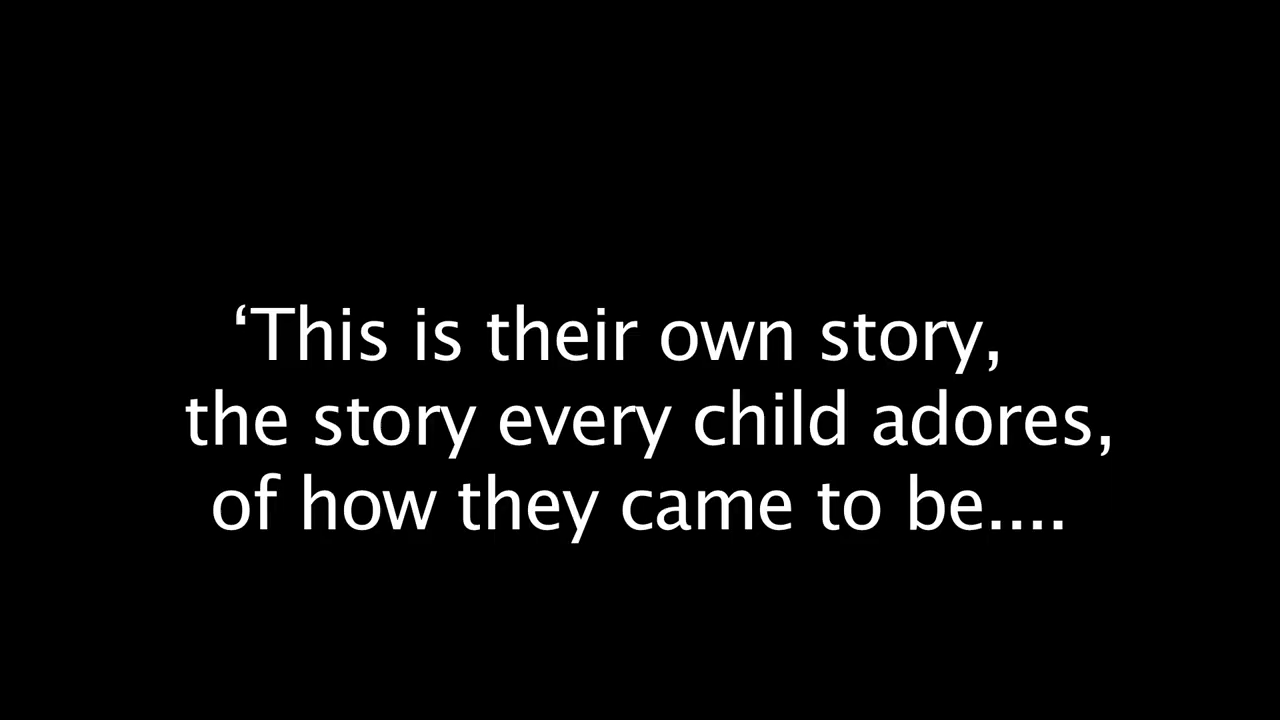 ‘This is their own story,
the story every child adores,
of how they came to be....